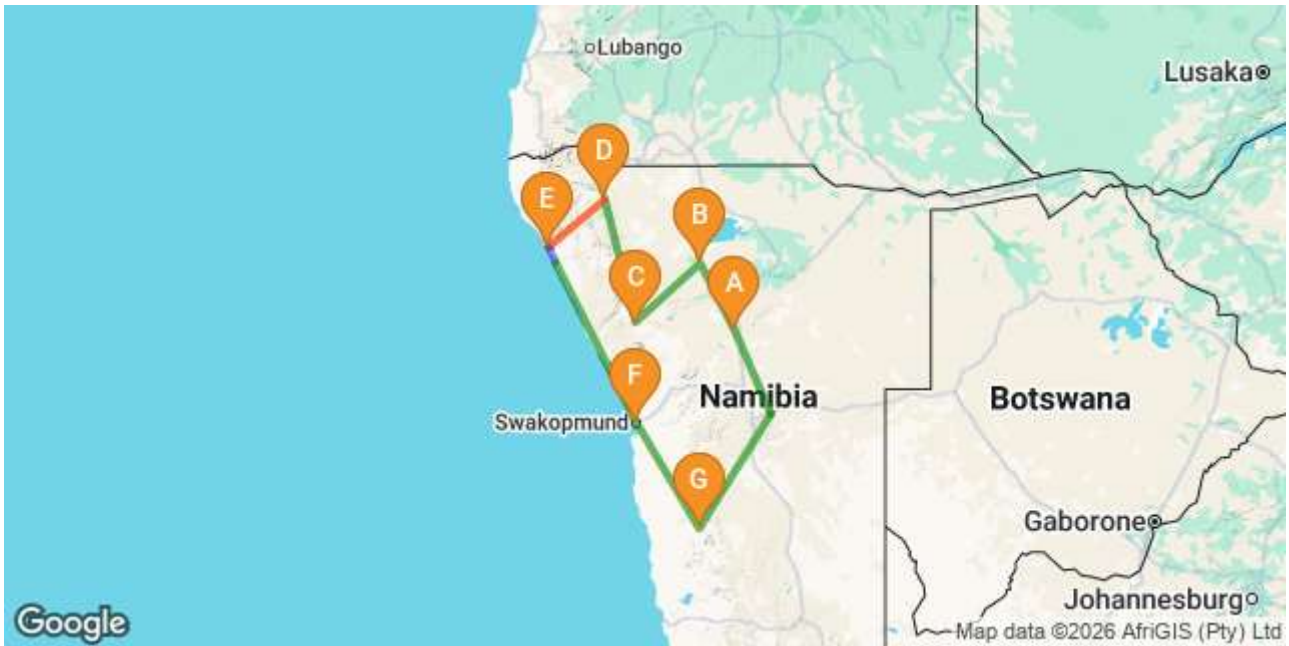 Lubango
Lusaka
D
E
B
C
A
F
Namibia
Botswana
Swakopmund
G
Gaborone
Johannesburg
Google
Map data ©2026 AfriGIS (Pty) Ltd